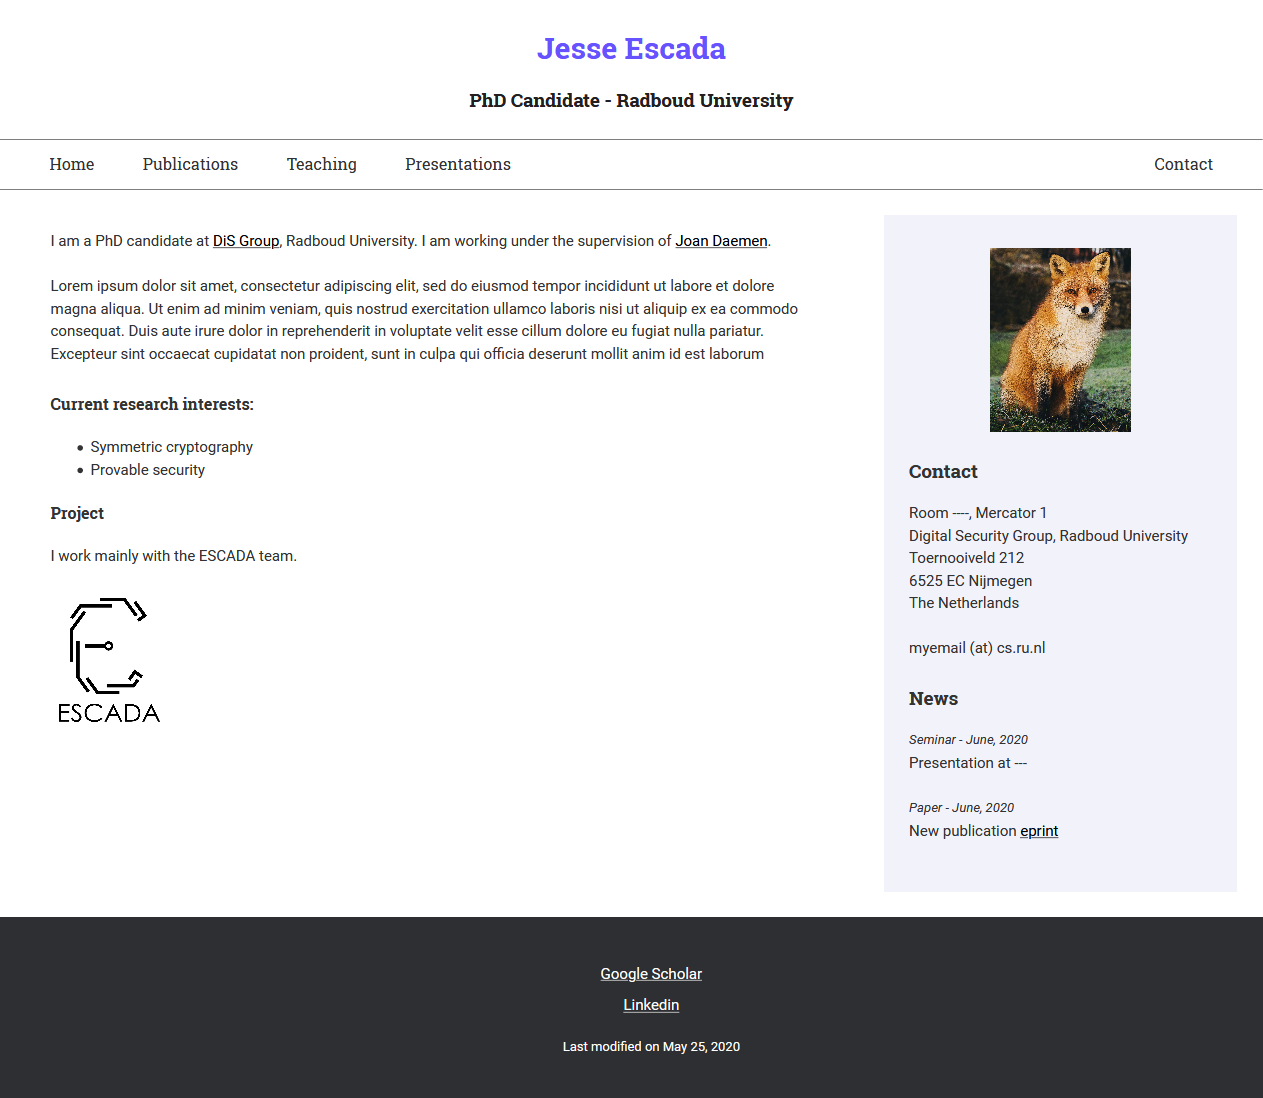 Jesse Escada
PhD Candidate - Radboud University
Home Publications Teaching Presentations Contact
I am a PhD candidate at DiS Group, Radboud University. I am working under the supervision of Joan Daemen.
Lorem ipsum dolor sit amet, consectetur adipiscing elit, sed do eiusmod tempor incididunt ut labore et dolore
magna aliqua. Ut enim ad minim veniam, quis nostrud exercitation ullamco laboris nisi ut aliquip ex ea commodo
consequat. Duis aute irure dolor in reprehenderit in voluptate velit esse cillum dolore eu fugiat nulla pariatur.
Excepteur sint occaecat cupidatat non proident, sunt in culpa qui officia deserunt mollit anim id est laborum
Current research interests:
• Symmetric cryptography
• Provable security
Project
I work mainly with the ESCADA team.
ESCADA
Contact
Room ----, Mercator 1
Digital Security Group, Radboud University
Toernooiveld 212
6525 EC Nijmegen
The Netherlands
myemail (at) cs.ru.nl
News
Seminar - June, 2020
Presentation at ---
Paper - June, 2020
New publication eprint
Google Scholar
Linkedin
Last modified on May 25, 2020